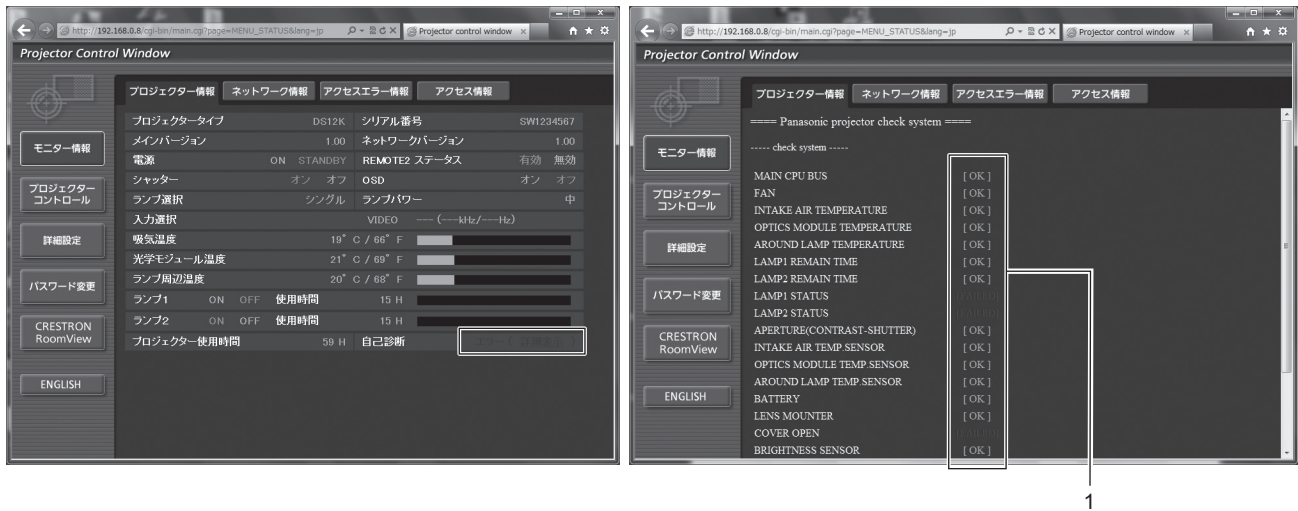 http://192.168.0.8/cgi-bin/main.cgi?page=MENU_STATUS&lang=jp
Projector control window
Projector Control Window
プロジェクター情報 ネットワーク情報 アクセスエラー情報 アクセス情報
モニター情報
プロジェクター
コントロール
詳細設定
パスワード変更
CRESTRON
RoomView
ENGLISH
プロジェクタータイプ DS12K シリアル番号 SW1234567
メインバージョン 1.00 ネットワークバージョン 1.00
電源 ON STANDBY REMOTE2 ステータス 有効 無効
シャッター オン オフ OSD オン オフ
ランプ選択 シングル ランプパワー 中
入力選択 VIDEO ---(---kHz/---Hz)
吸気温度 19° C / 66° F
光学モジュール温度 21° C / 69° F
ランプ周辺温度 20° C / 68° F
ランプ1 ON OFF 使用時間 15 H
ランプ2 ON OFF 使用時間 15 H
プロジェクター使用時間 59 H 自己診断 エラー ( 詳細表示 )
http://192.168.0.8/cgi-bin/main.cgi?page=MENU_STATUS&lang=jp
Projector control window
Projector Control Window
プロジェクター情報 ネットワーク情報 アクセスエラー情報 アクセス情報
モニター情報
プロジェクター
コントロール
詳細設定
パスワード変更
CRESTRON
RoomView
ENGLISH
==== Panasonic projector check system ====
----- check system -----
MAIN CPU BUS [ OK ]
FAN [ OK ]
INTAKE AIR TEMPERATURE [ OK ]
OPTICS MODULE TEMPERATURE [ OK ]
AROUND LAMP TEMPERATURE [ OK ]
LAMP1 REMAIN TIME [ OK ]
LAMP2 REMAIN TIME [ OK ]
LAMP1 STATUS
LAMP2 STATUS
APERTURE(CONTRAST-SHUTTER) [ OK ]
INTAKE AIR TEMP.SENSOR [ OK ]
OPTICS MODULE TEMP.SENSOR [ OK ]
AROUND LAMP TEMP.SENSOR [ OK ]
BATTERY [ OK ]
LENS MOUNTER [ OK ]
COVER OPEN
BRIGHTNESS SENSOR [ OK ]
1